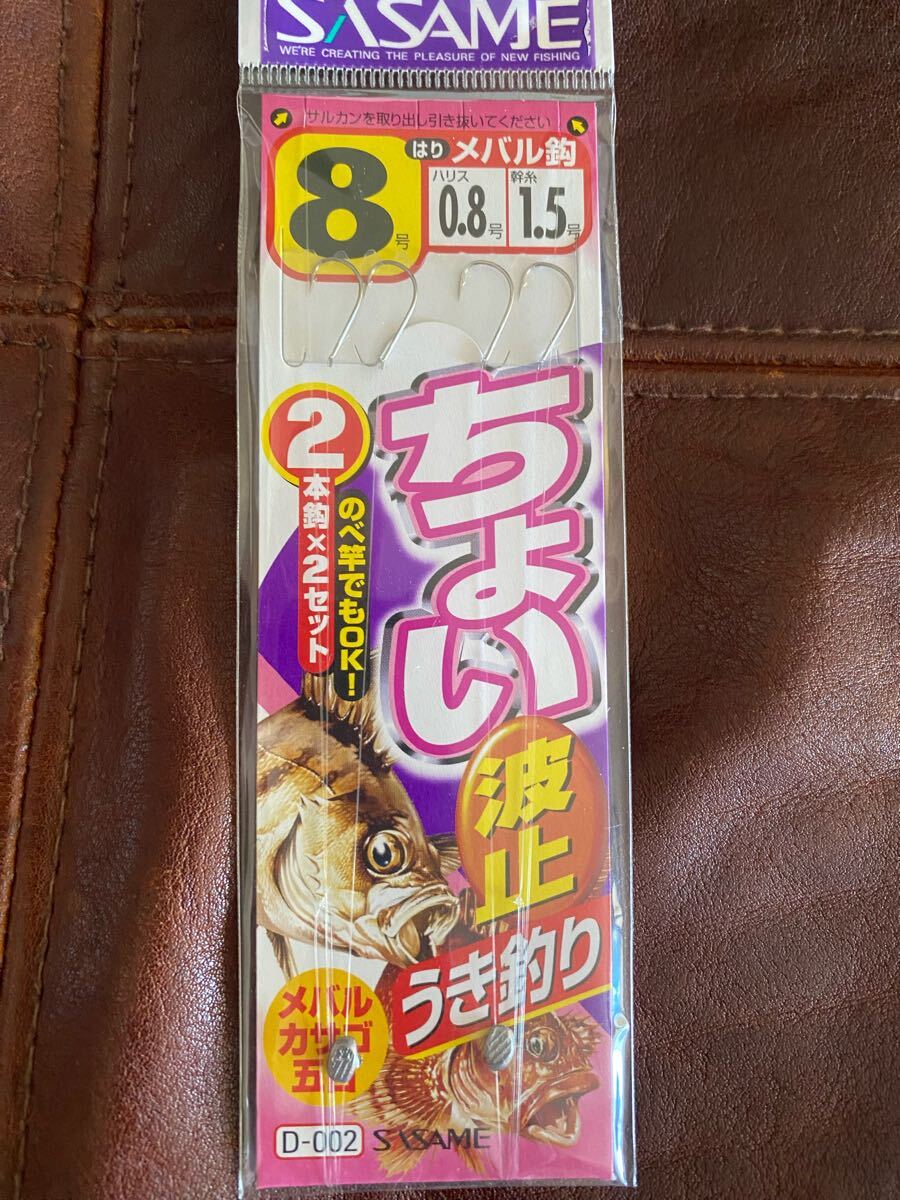 SASAME
WE'RE CREATING THE PLEASURE OF NEW FISHING
サルカンを取り出し引き抜いてください
8号
はり メバル鈎
ハリス 0.8号
幹糸 1.5号
2本鈎×2セット
のべ竿でもOK!
ちょい
波止
うき釣り
メバル
カサゴ
五目
D-002 SASAME